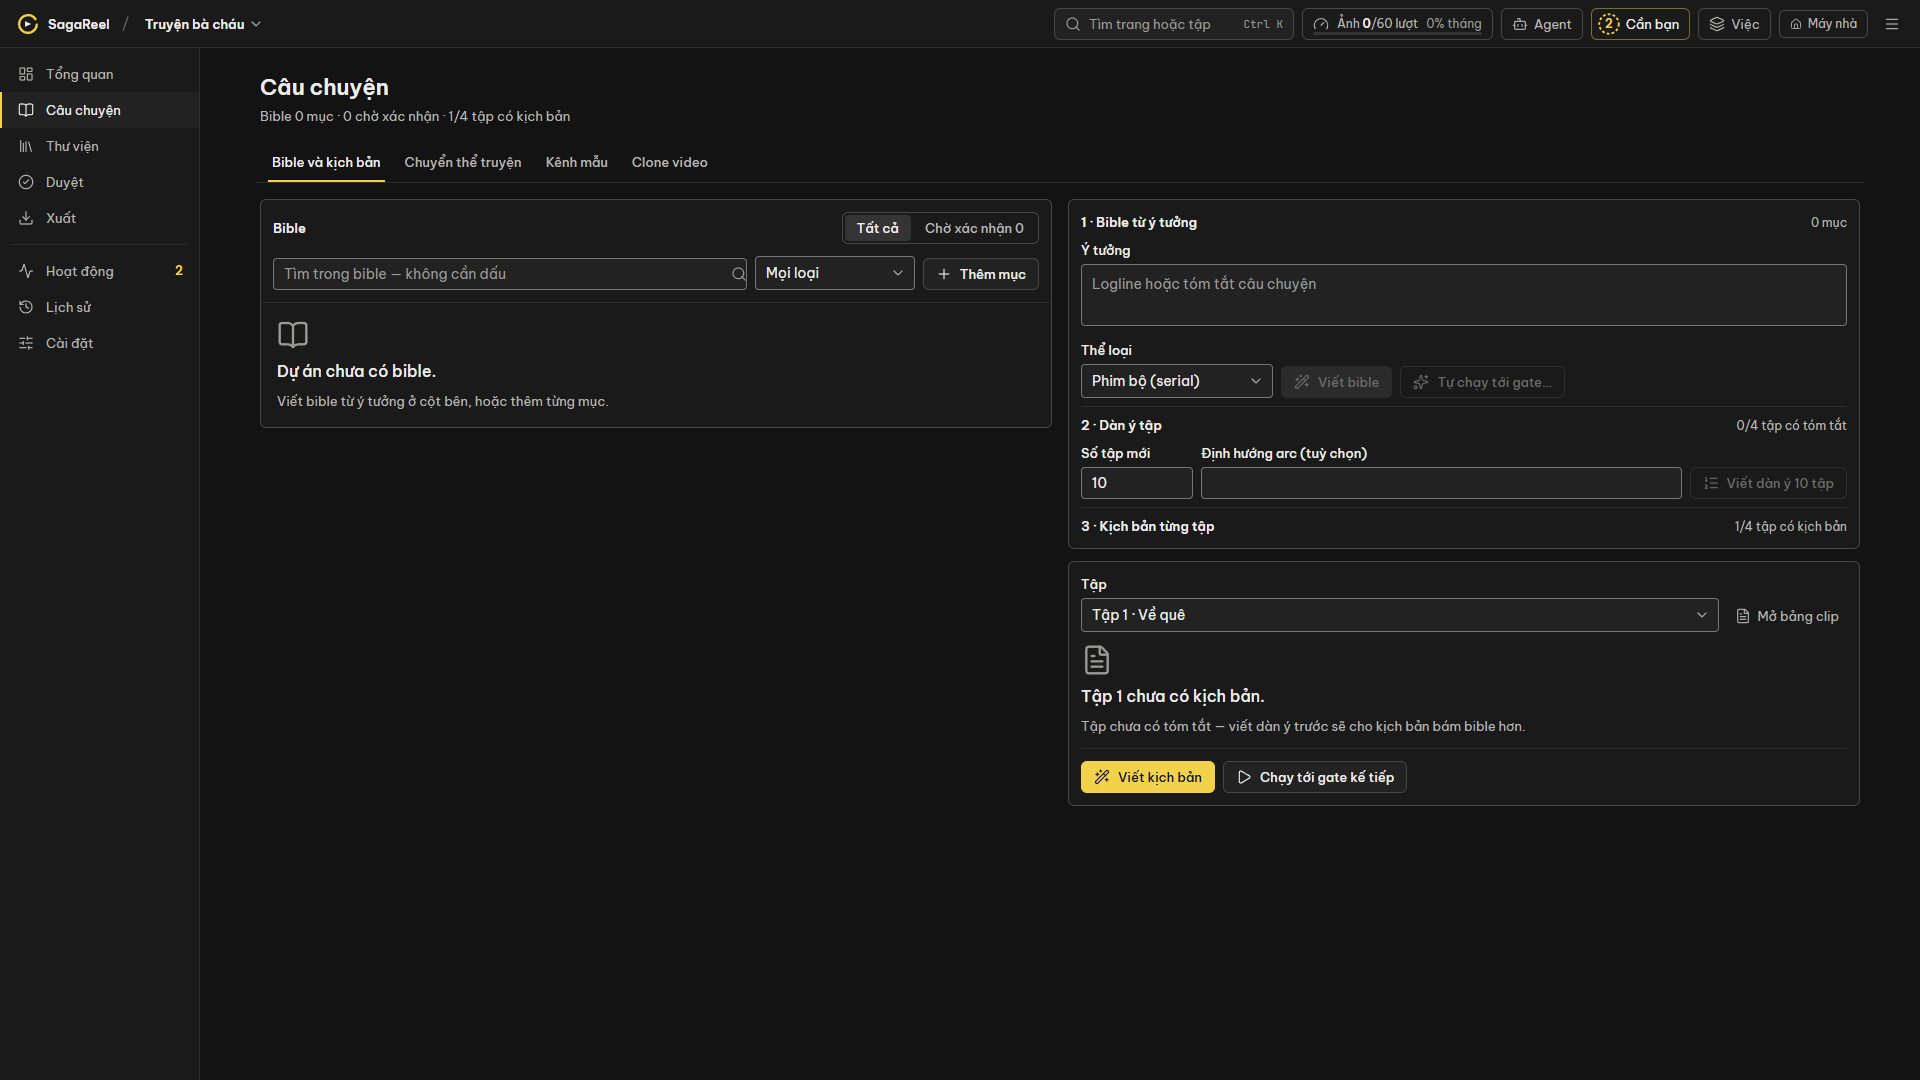 SagaReel / Truyện bà cháu
Tìm trang hoặc tập Ctrl K
Ảnh 0/60 lượt 0% tháng
Agent
2 Cần bạn
Việc
Máy nhà
Tổng quan
Câu chuyện
Thư viện
Duyệt
Xuất
Hoạt động 2
Lịch sử
Cài đặt
Câu chuyện
Bible 0 mục · 0 chờ xác nhận · 1/4 tập có kịch bản
Bible và kịch bản
Chuyển thể truyện
Kênh mẫu
Clone video
Bible
Tất cả
Chờ xác nhận 0
Tìm trong bible — không cần dấu
Mọi loại
Thêm mục
Dự án chưa có bible.
Viết bible từ ý tưởng ở cột bên, hoặc thêm từng mục.
1 · Bible từ ý tưởng
0 mục
Ý tưởng
Logline hoặc tóm tắt câu chuyện
Thể loại
Phim bộ (serial)
Viết bible
Tự chạy tới gate...
2 · Dàn ý tập
0/4 tập có tóm tắt
Số tập mới
Định hướng arc (tuỳ chọn)
10
Viết dàn ý 10 tập
3 · Kịch bản từng tập
1/4 tập có kịch bản
Tập
Tập 1 · Về quê
Mở bảng clip
Tập 1 chưa có kịch bản.
Tập chưa có tóm tắt — viết dàn ý trước sẽ cho kịch bản bám bible hơn.
Viết kịch bản
Chạy tới gate kế tiếp